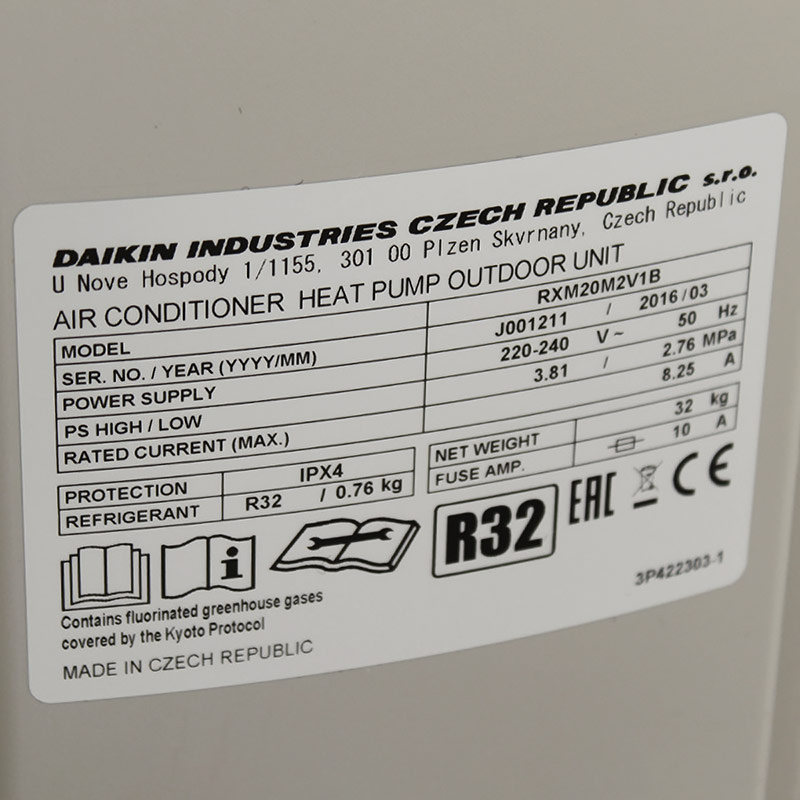 DAIKIN INDUSTRIES CZECH REPUBLIC s.r.o.
U Nove Hospody 1/1155, 301 00 Plzen Skvrnany, Czech Republic
AIR CONDITIONER HEAT PUMP OUTDOOR UNIT
MODEL RXM20M2V1B
SER. NO. / YEAR (YYYY/MM) J001211 / 2016/03
POWER SUPPLY 220-240 V~ 50 Hz
PS HIGH / LOW 3.81 / 2.76 MPa
RATED CURRENT (MAX.) 8.25 A
PROTECTION IPX4
REFRIGERANT R32 / 0.76 kg
NET WEIGHT 32 kg
FUSE AMP. 10 A
i
R32 EAC CE
Contains fluorinated greenhouse gases
covered by the Kyoto Protocol
3P422303-1
MADE IN CZECH REPUBLIC